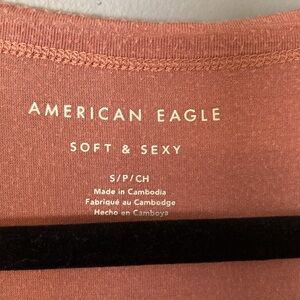 AMERICAN EAGLE
SOFT & SEXY
S/P/CH
Made in Cambodia
Fabriqué au Cambodge
Hecho en Camboya